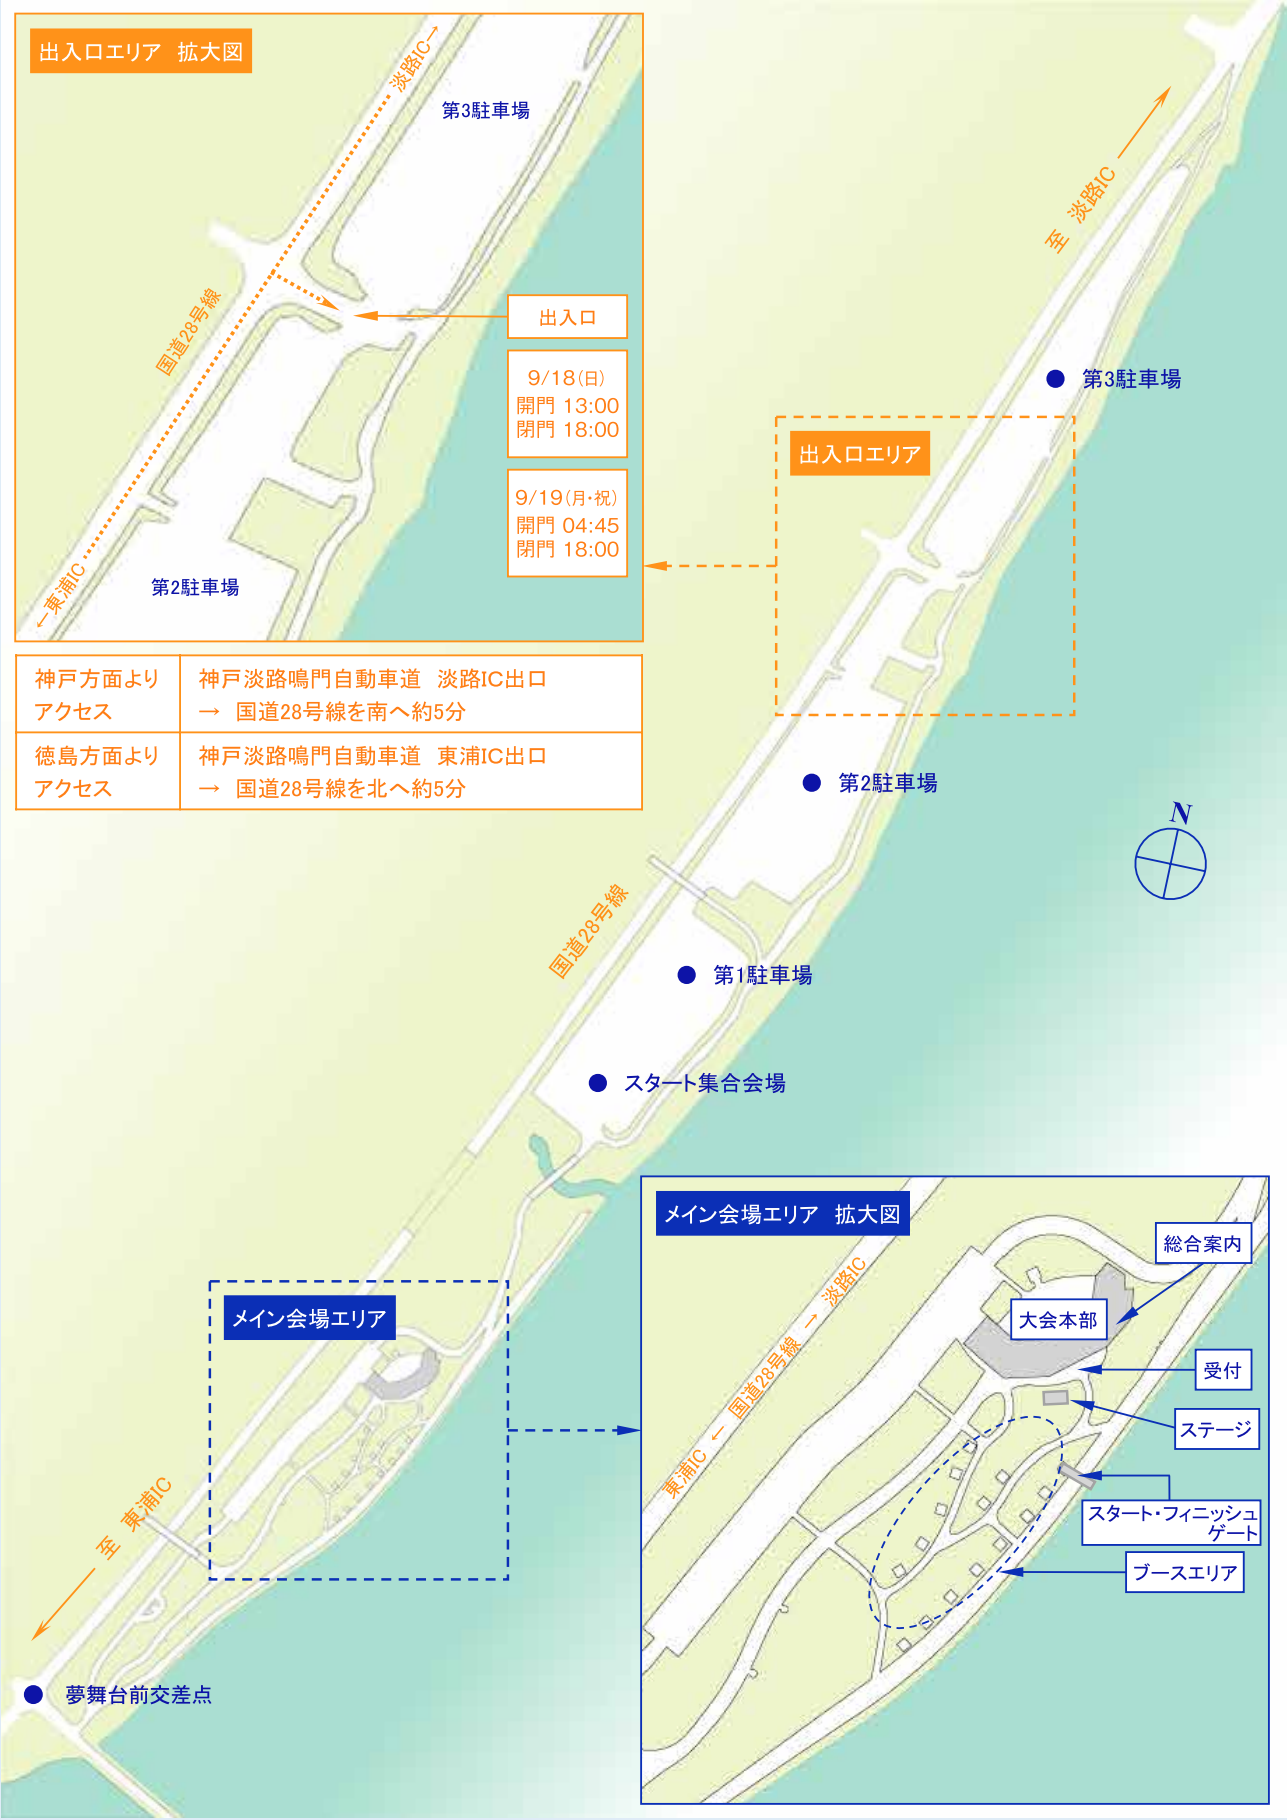 出入口エリア　拡大図
淡路IC→
第3駐車場
国道28号線
出入口
9/18(日)
開門 13:00
閉門 18:00
9/19(月・祝)
開門 04:45
閉門 18:00
←東浦IC
第2駐車場
神戸方面より
アクセス
神戸淡路鳴門自動車道　淡路IC出口
→　国道28号線を南へ約5分
徳島方面より
アクセス
神戸淡路鳴門自動車道　東浦IC出口
→　国道28号線を北へ約5分
至　淡路IC
第3駐車場
出入口エリア
第2駐車場
N
国道28号線
第1駐車場
スタート集合会場
メイン会場エリア
至　東浦IC
夢舞台前交差点
メイン会場エリア　拡大図
東浦IC ← 国道28号線 → 淡路IC
総合案内
大会本部
受付
ステージ
スタート・フィニッシュ
ゲート
ブースエリア